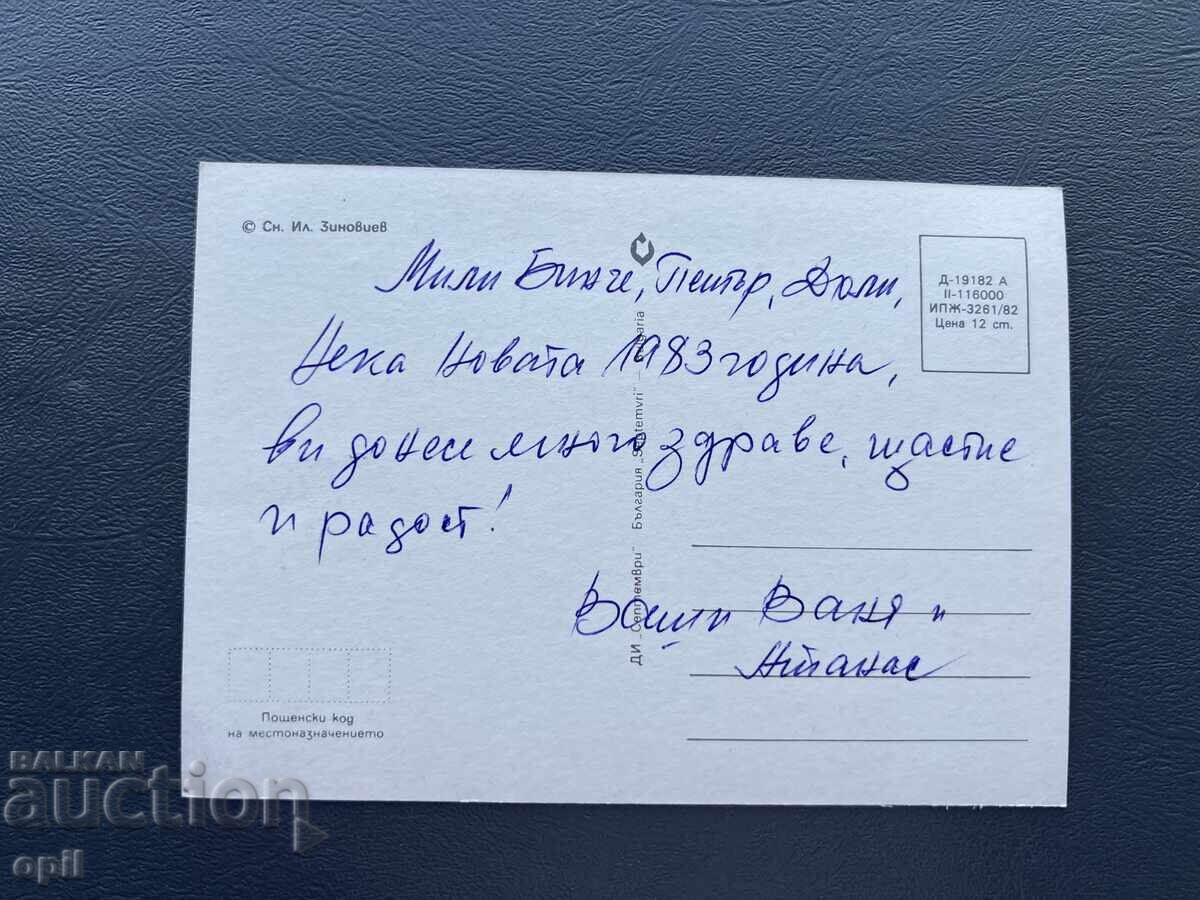 © Сн. Ил. Зиновиев
Мили Петър, Доли,
Нека Новата 1983 година,
ви донесе много здраве, щастие
и радост!
Ваши Ваня и
Атанас
Д-19182 А
II-116000
ИПЖ-3261/82
Цена 12 ст.
ДИ „Септември" България „Septemvri" — Bulgaria
Пощенски код
на местоназначението
BALKAN
auction
opil